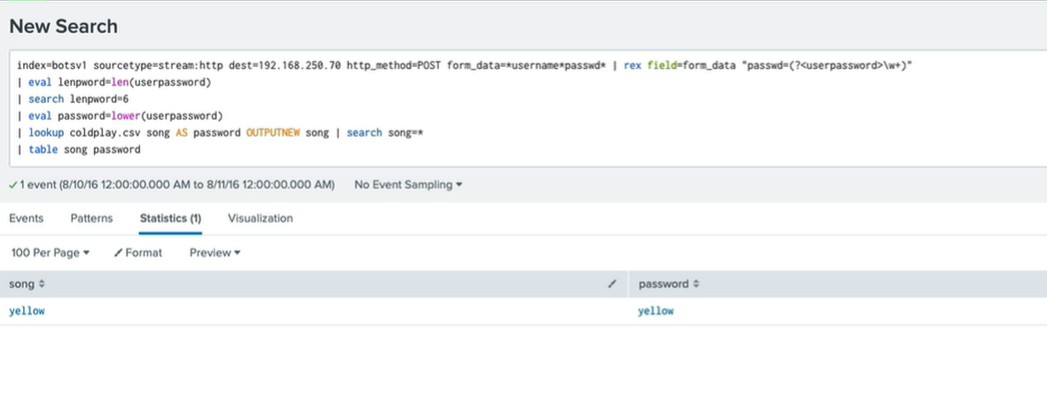 New Search
index=botsv1 sourcetype=stream:http dest=192.168.250.70 http_method=POST form_data=*username*passwd* | rex field=form_data "passwd=(?<userpassword>\w+)"
| eval lenpword=len(userpassword)
| search lenpword=6
| eval password=lower(userpassword)
| lookup coldplay.csv song AS password OUTPUTNEW song | search song=*
| table song password
✓ 1 event (8/10/16 12:00:00.000 AM to 8/11/16 12:00:00.000 AM) No Event Sampling ▾
Events Patterns Statistics (1) Visualization
100 Per Page ▾ Format Preview ▾
song password
yellow yellow